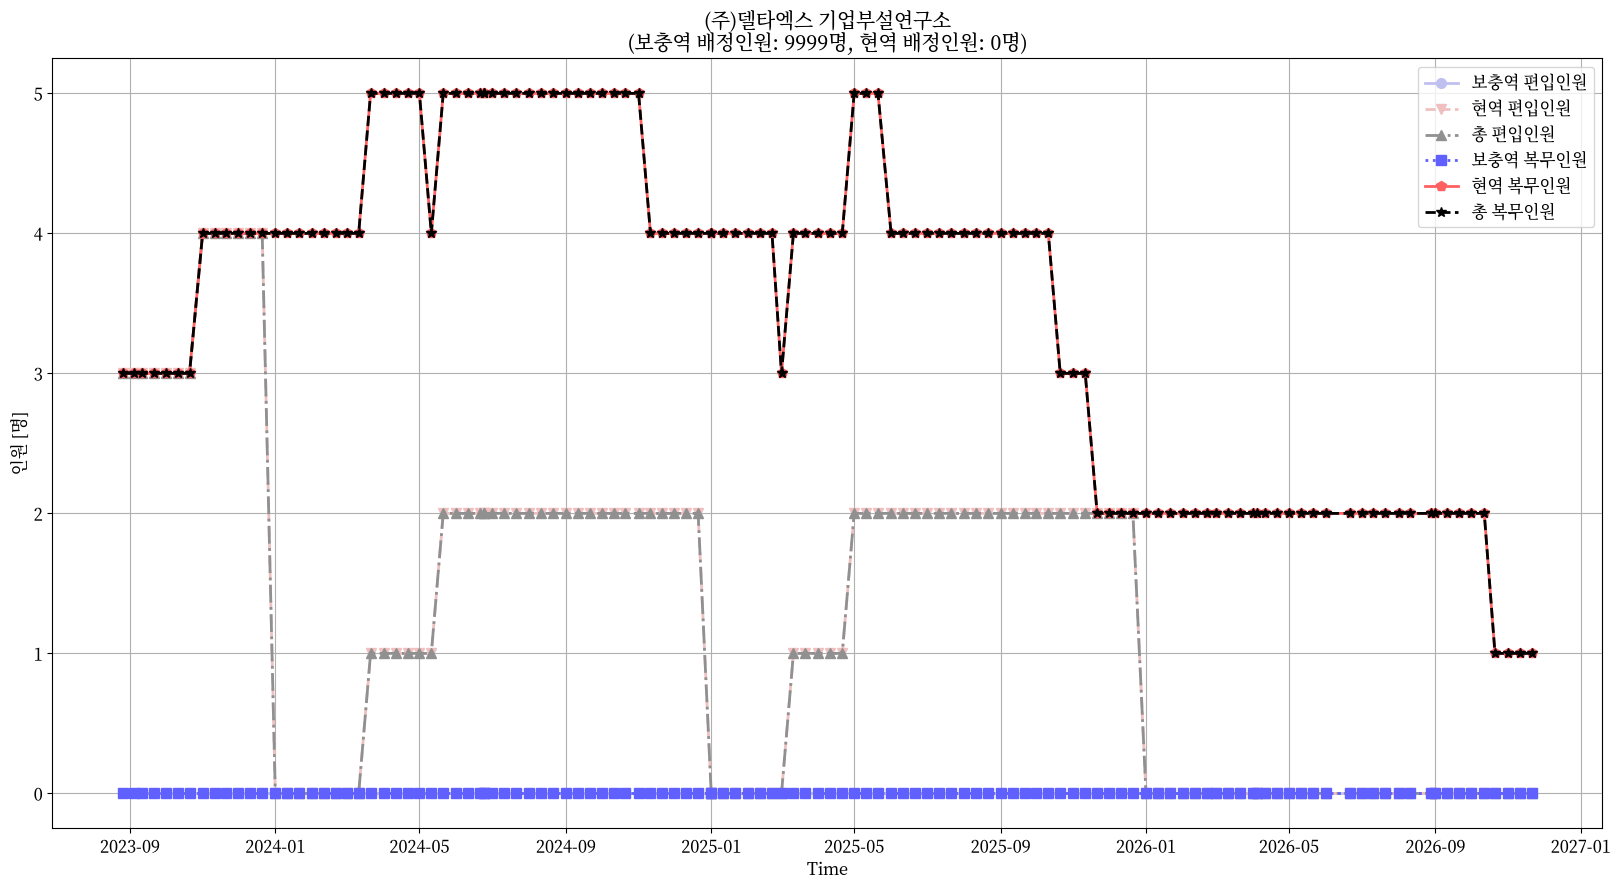 (주)델타엑스 기업부설연구소
(보충역 배정인원: 9999명, 현역 배정인원: 0명)
보충역 편입인원
현역 편입인원
총 편입인원
보충역 복무인원
현역 복무인원
총 복무인원
인원 [명]
5
4
3
2
1
0
2023-09
2024-01
2024-05
2024-09
2025-01
2025-05
2025-09
2026-01
2026-05
2026-09
2027-01
Time